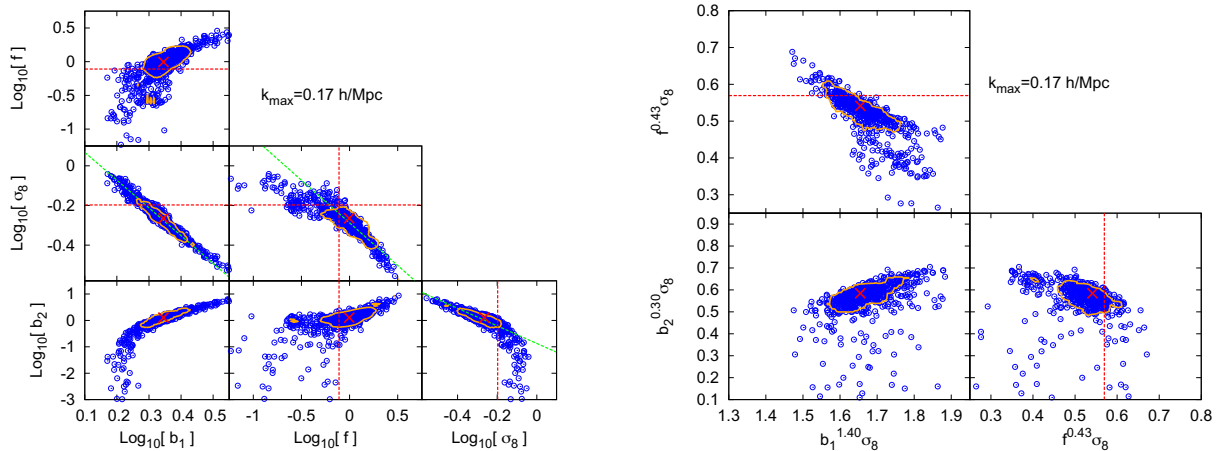 Log10[ f ]
0.5
0
-0.5
-1
k_max=0.17 h/Mpc
Log10[ σ8 ]
0
-0.2
-0.4
Log10[ b2 ]
1
0
-1
-2
-3
0.1 0.2 0.3 0.4 0.5
-1 -0.5 0 0.5
-0.4 -0.2 0
Log10[ b1 ]
Log10[ f ]
Log10[ σ8 ]
f^0.43σ8
0.8
0.7
0.6
0.5
0.4
0.3
k_max=0.17 h/Mpc
b2^0.30σ8
0.9
0.8
0.7
0.6
0.5
0.4
0.3
0.2
0.1
1.3 1.4 1.5 1.6 1.7 1.8 1.9
0.3 0.4 0.5 0.6 0.7 0.8
b1^1.40σ8
f^0.43σ8